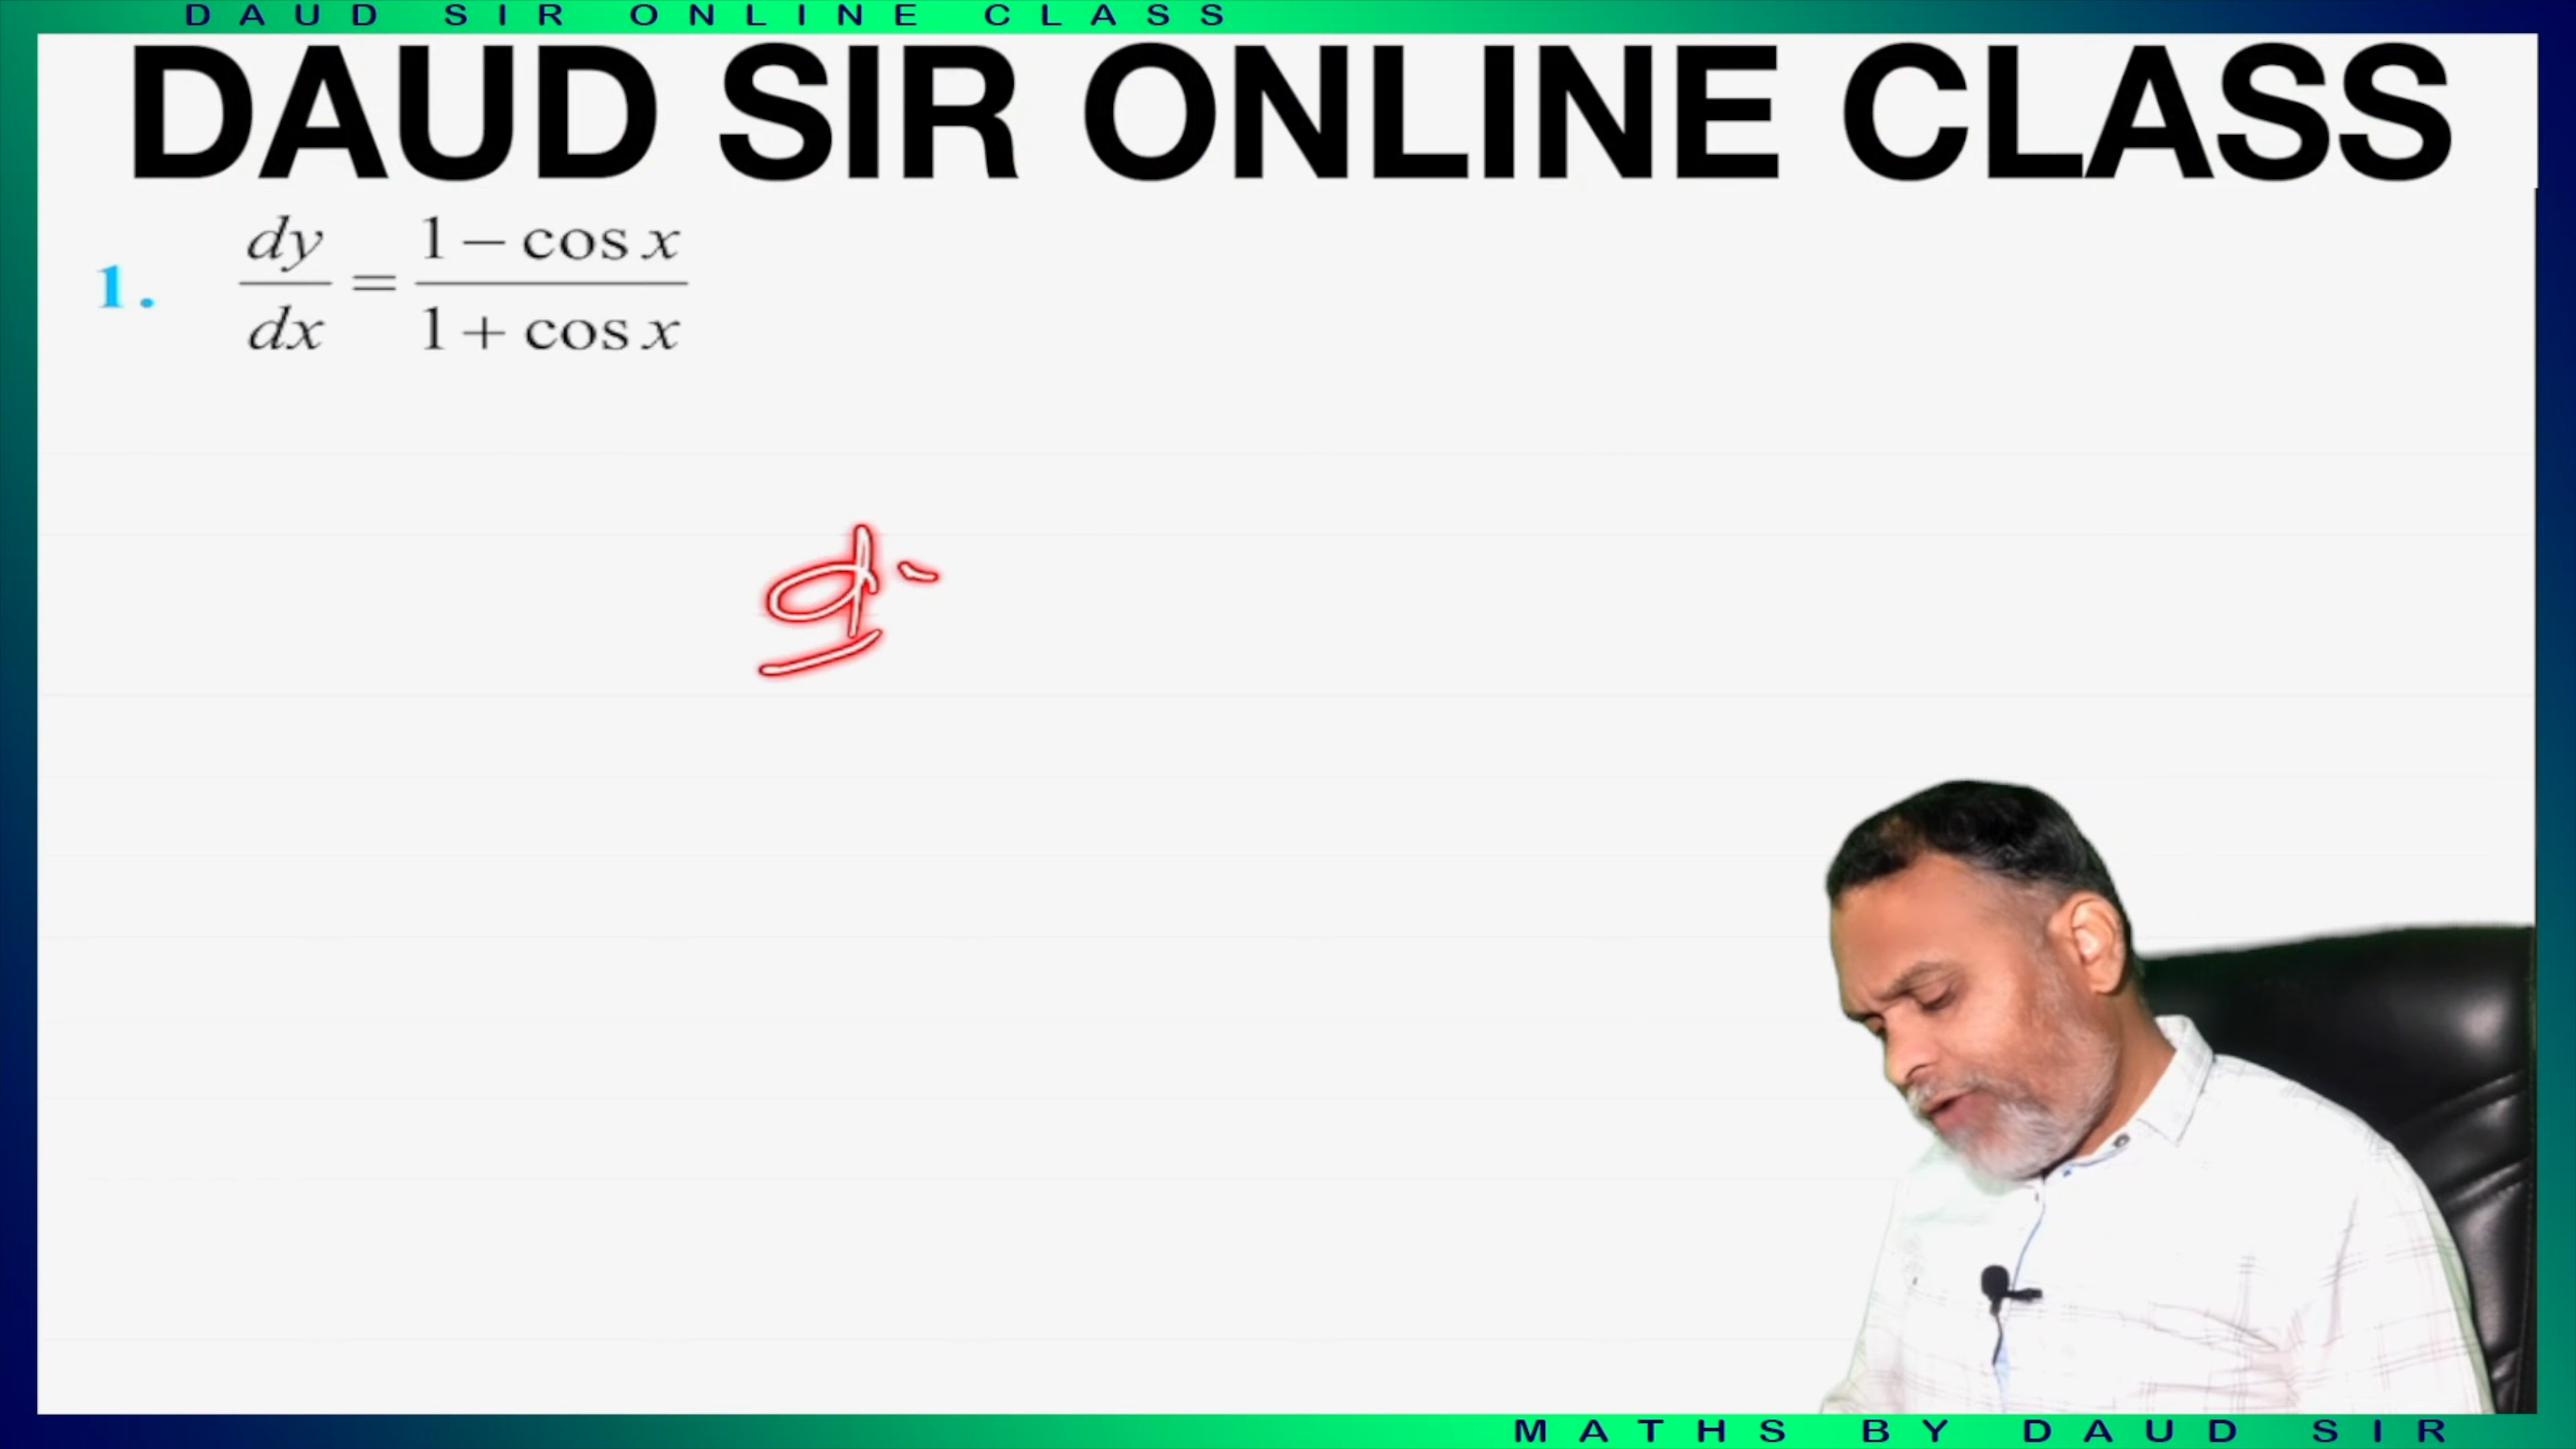 DAUD SIR ONLINE CLASS
DAUD SIR ONLINE CLASS
1. dy/dx = (1 − cos x)/(1 + cos x)
d
MATHS BY DAUD SIR